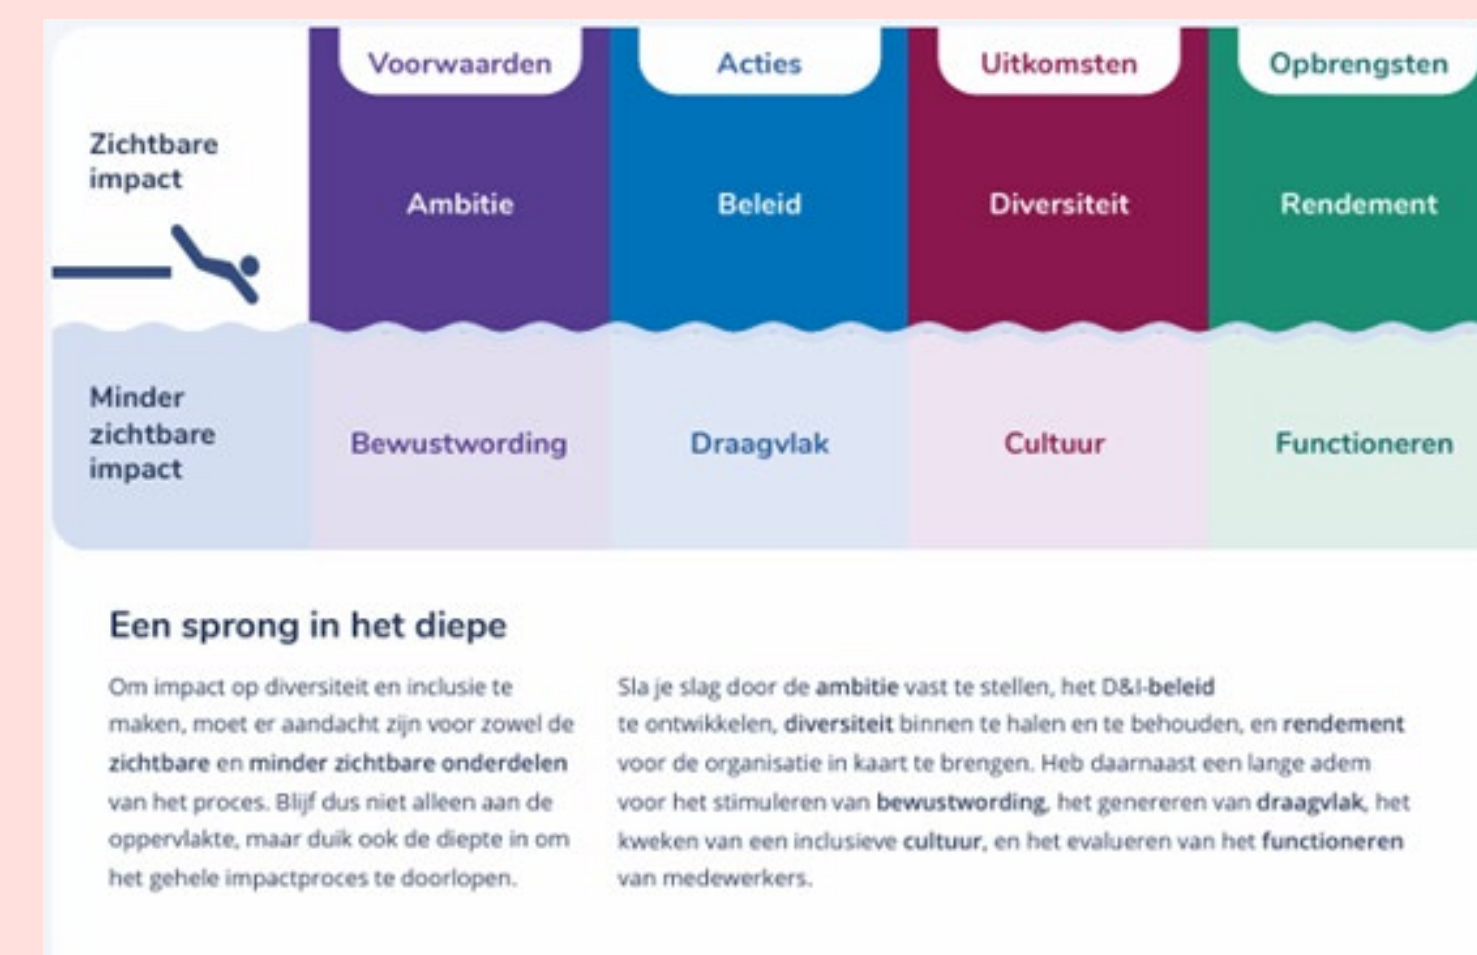 Voorwaarden
Acties
Uitkomsten
Opbrengsten
Zichtbare
impact
Ambitie
Beleid
Diversiteit
Rendement
Minder
zichtbare
impact
Bewustwording
Draagvlak
Cultuur
Functioneren
Een sprong in het diepe
Om impact op diversiteit en inclusie te
maken, moet er aandacht zijn voor zowel de
zichtbare en minder zichtbare onderdelen
van het proces. Blijf dus niet alleen aan de
oppervlakte, maar duik ook de diepte in om
het gehele impactproces te doorlopen.
Sla je slag door de ambitie vast te stellen, het D&I-beleid
te ontwikkelen, diversiteit binnen te halen en te behouden, en rendement
voor de organisatie in kaart te brengen. Heb daarnaast een lange adem
voor het stimuleren van bewustwording, het genereren van draagvlak, het
kweken van een inclusieve cultuur, en het evalueren van het functioneren
van medewerkers.